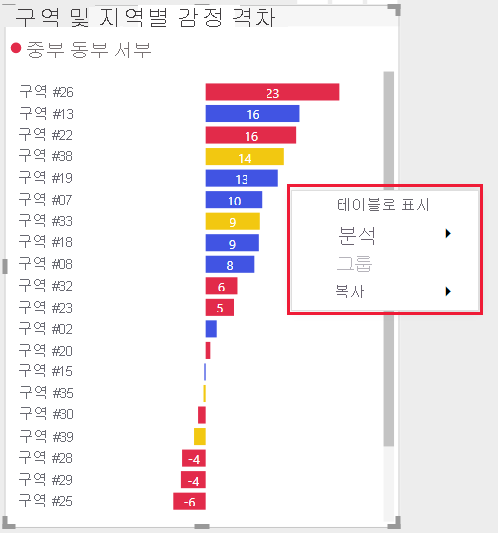 구역 및 지역별 감정 격차
중부 동부 서부
구역 #26 23
구역 #13 16
구역 #22 16
구역 #38 14
구역 #19 13
구역 #07 10
구역 #33 9
구역 #18 9
구역 #08 8
구역 #32 6
구역 #23 5
구역 #02
구역 #20
구역 #15
구역 #35
구역 #30
구역 #39
구역 #28 -4
구역 #29 -4
구역 #25 -6
테이블로 표시
분석
그룹
복사